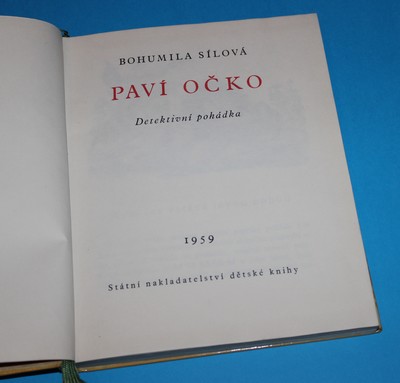 BOHUMILA SÍLOVÁ
PAVÍ OČKO
Detektivní pohádka
1959
Státní nakladatelství dětské knihy